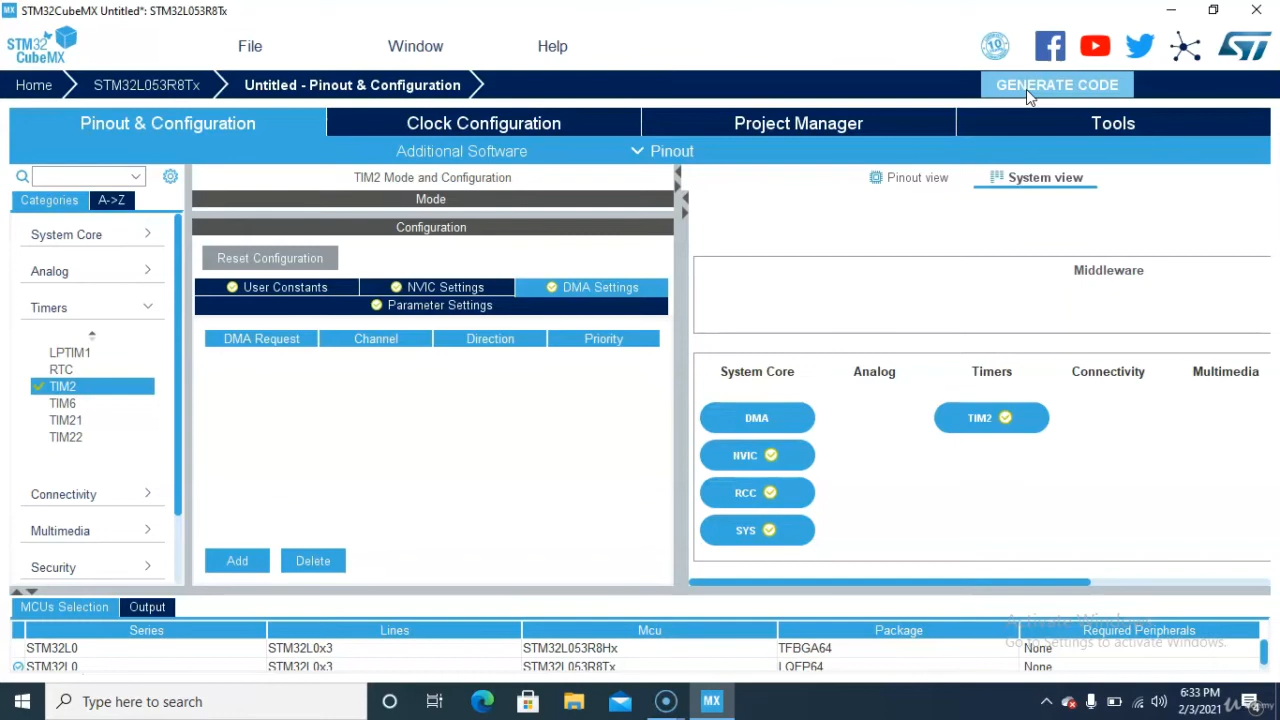 MX STM32CubeMX Untitled*: STM32L053R8Tx
STM32
CubeMX
File Window Help
10
ST
Home STM32L053R8Tx Untitled - Pinout & Configuration GENERATE CODE
Pinout & Configuration Clock Configuration Project Manager Tools
Additional Software Pinout
TIM2 Mode and Configuration
Pinout view System view
Categories A->Z
Mode
Configuration
System Core
Analog
Timers
LPTIM1
RTC
TIM2
TIM6
TIM21
TIM22
Connectivity
Multimedia
Security
Reset Configuration
User Constants NVIC Settings DMA Settings
Parameter Settings
DMA Request Channel Direction Priority
Add Delete
Middleware
System Core Analog Timers Connectivity Multimedia
DMA TIM2
NVIC
RCC
SYS
MCUs Selection Output
Series Lines Mcu Package Required Peripherals
STM32L0 STM32L0x3 STM32L053R8Hx TFBGA64 None
STM32L0 STM32L0x3 STM32L053R8Tx LQFP64 None
Activate Windows
Go to Settings to activate Windows.
Type here to search
MX
6:33 PM
2/3/2021
Udemy
4